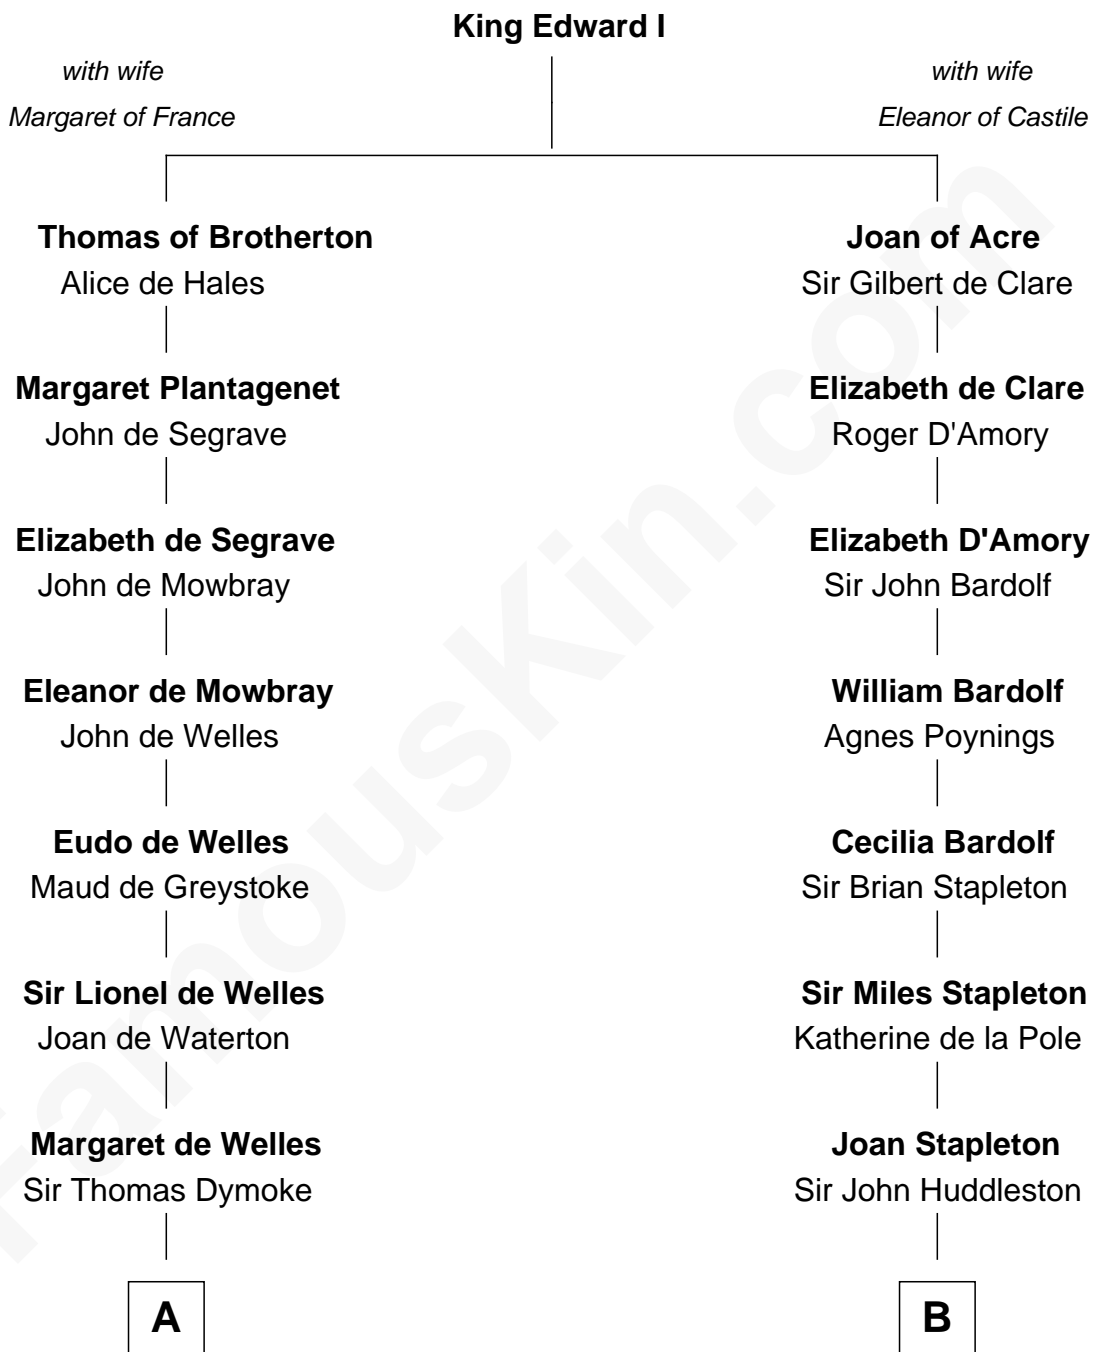 King Edward I
with wife
Margaret of France
with wife
Eleanor of Castile
Thomas of Brotherton
Alice de Hales
Joan of Acre
Sir Gilbert de Clare
Margaret Plantagenet
John de Segrave
Elizabeth de Clare
Roger D'Amory
Elizabeth de Segrave
John de Mowbray
Elizabeth D'Amory
Sir John Bardolf
Eleanor de Mowbray
John de Welles
William Bardolf
Agnes Poynings
Eudo de Welles
Maud de Greystoke
Cecilia Bardolf
Sir Brian Stapleton
Sir Lionel de Welles
Joan de Waterton
Sir Miles Stapleton
Katherine de la Pole
Margaret de Welles
Sir Thomas Dymoke
Joan Stapleton
Sir John Huddleston
A
B
FamousKin.com